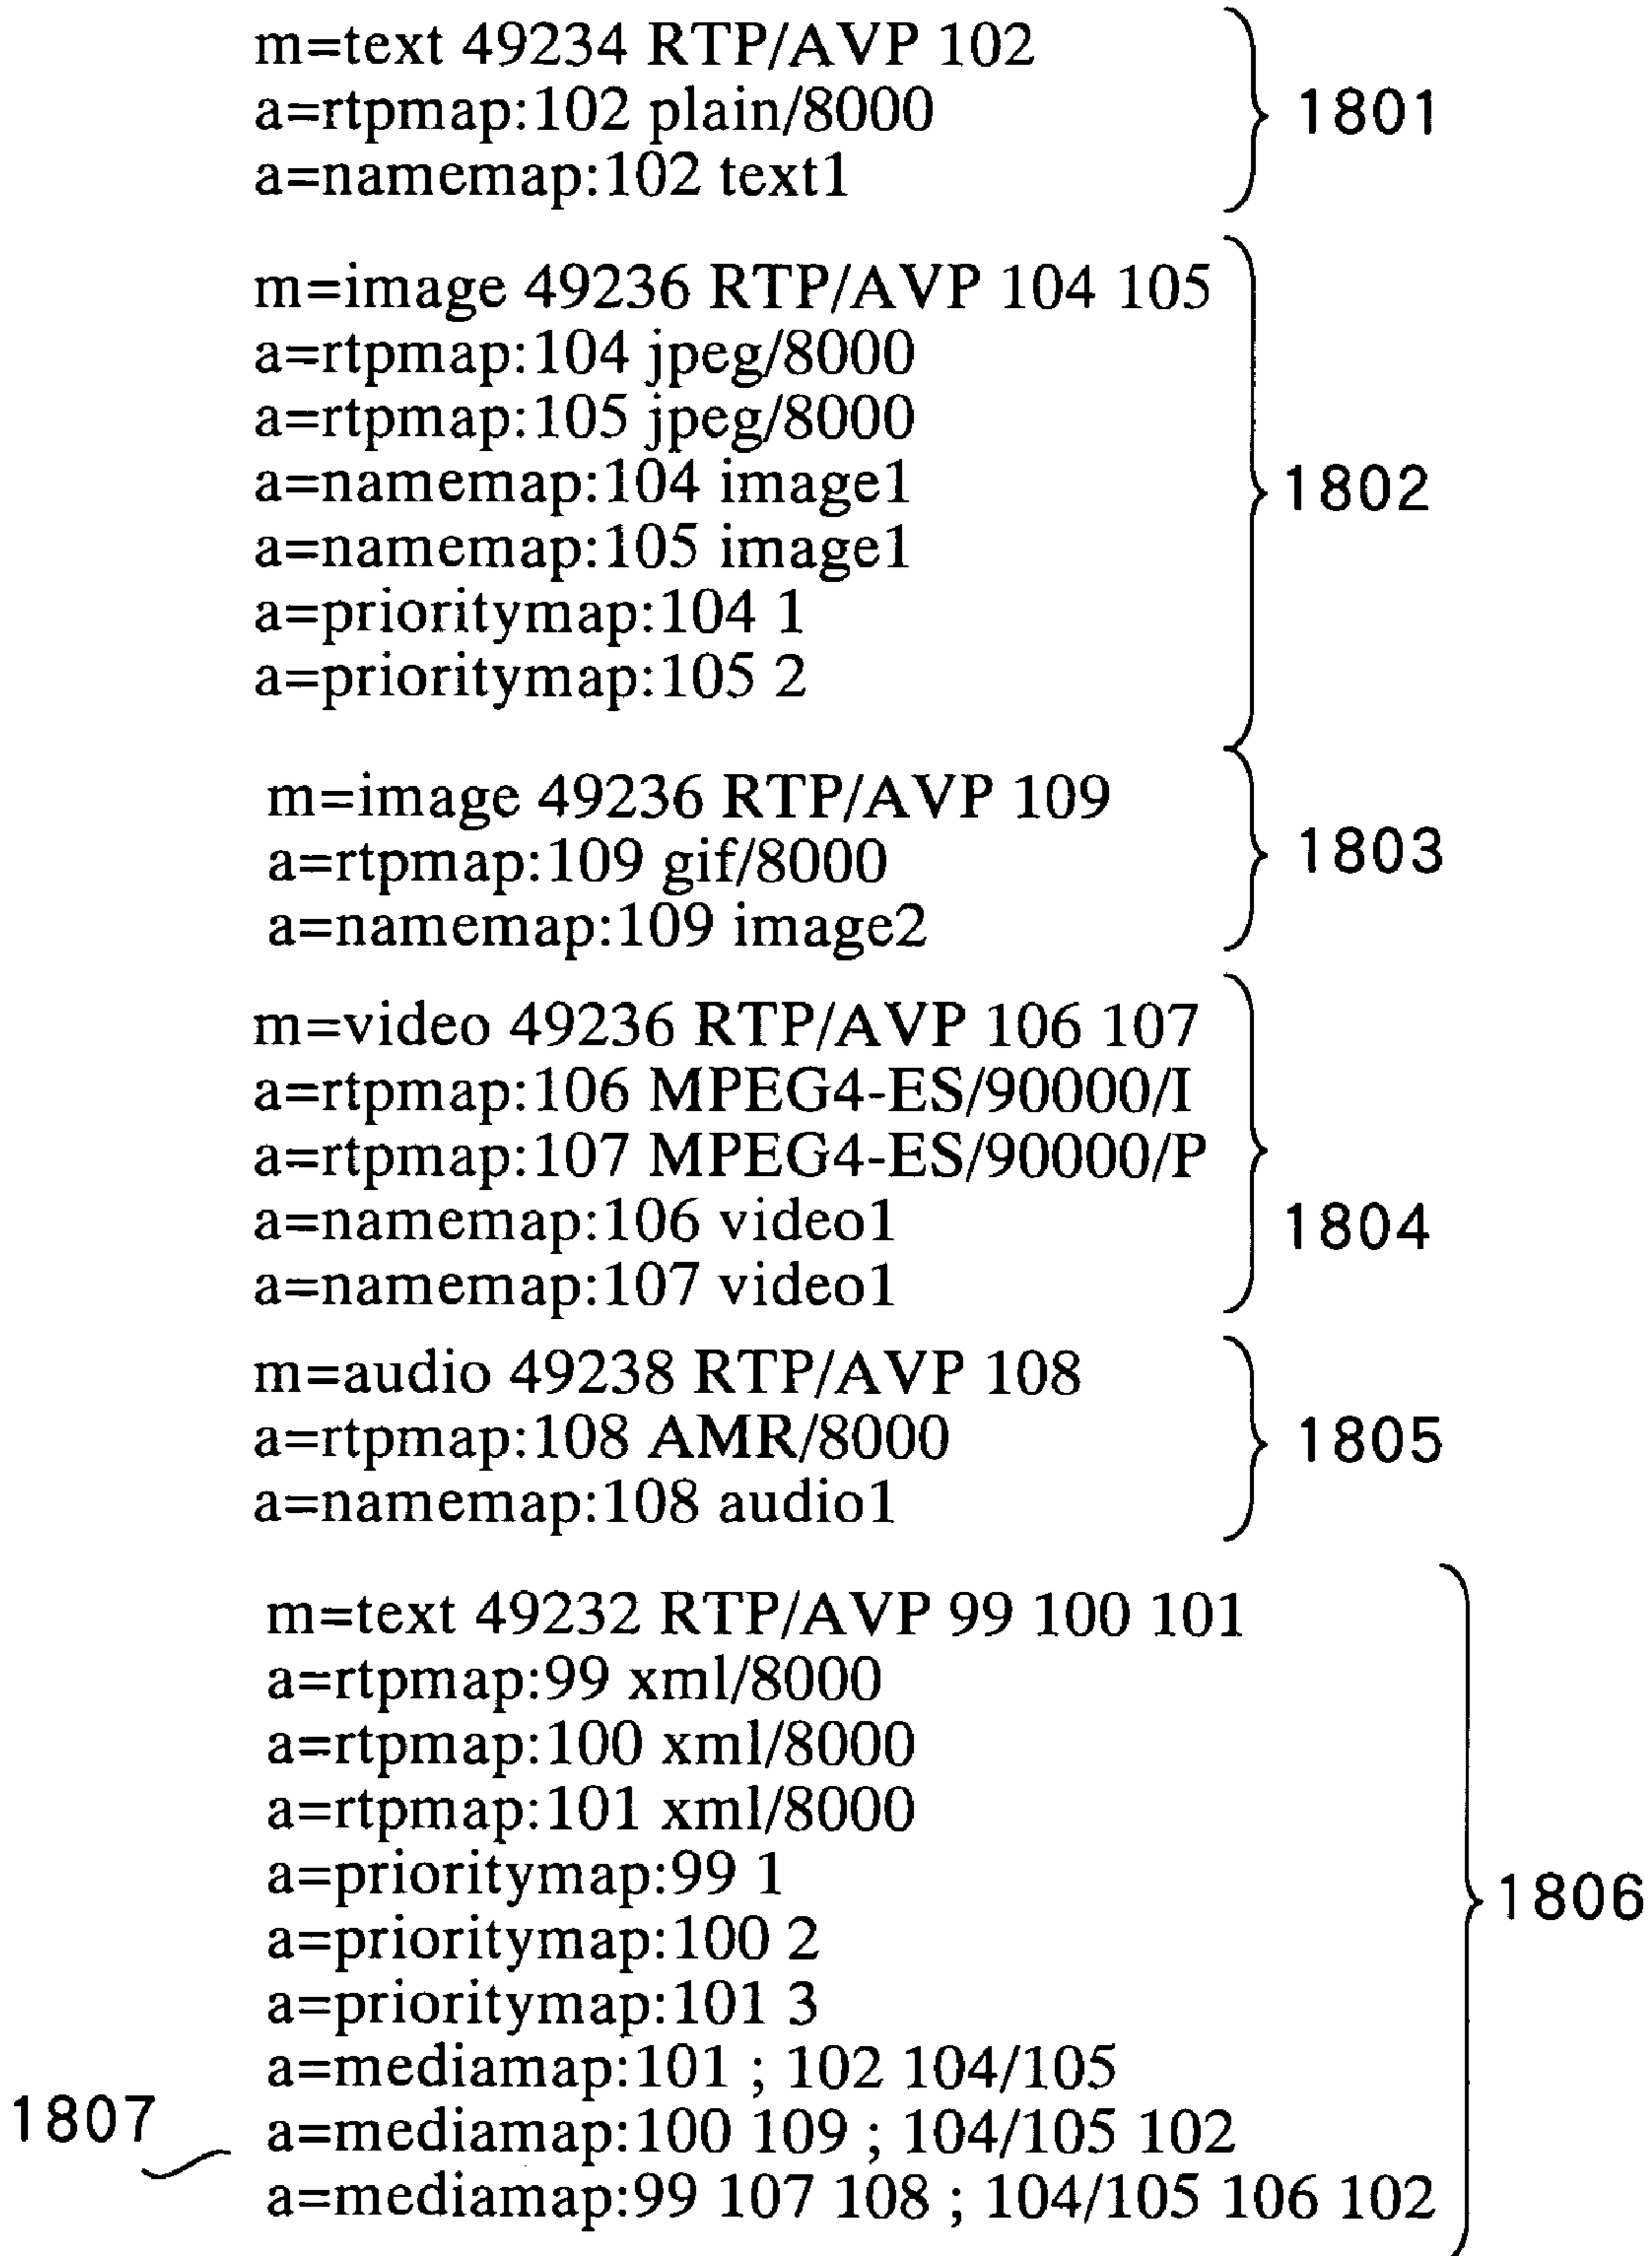 m=text 49234 RTP/AVP 102
a=rtpmap:102 plain/8000
a=namemap:102 text1
1801
m=image 49236 RTP/AVP 104 105
a=rtpmap:104 jpeg/8000
a=rtpmap:105 jpeg/8000
a=namemap:104 image1
a=namemap:105 image1
a=prioritymap:104 1
a=prioritymap:105 2
1802
m=image 49236 RTP/AVP 109
a=rtpmap:109 gif/8000
a=namemap:109 image2
1803
m=video 49236 RTP/AVP 106 107
a=rtpmap:106 MPEG4-ES/90000/I
a=rtpmap:107 MPEG4-ES/90000/P
a=namemap:106 video1
a=namemap:107 video1
1804
m=audio 49238 RTP/AVP 108
a=rtpmap:108 AMR/8000
a=namemap:108 audio1
1805
m=text 49232 RTP/AVP 99 100 101
a=rtpmap:99 xml/8000
a=rtpmap:100 xml/8000
a=rtpmap:101 xml/8000
a=prioritymap:99 1
a=prioritymap:100 2
a=prioritymap:101 3
a=mediamap:101 ; 102 104/105
a=mediamap:100 109 ; 104/105 102
a=mediamap:99 107 108 ; 104/105 106 102
1806
1807